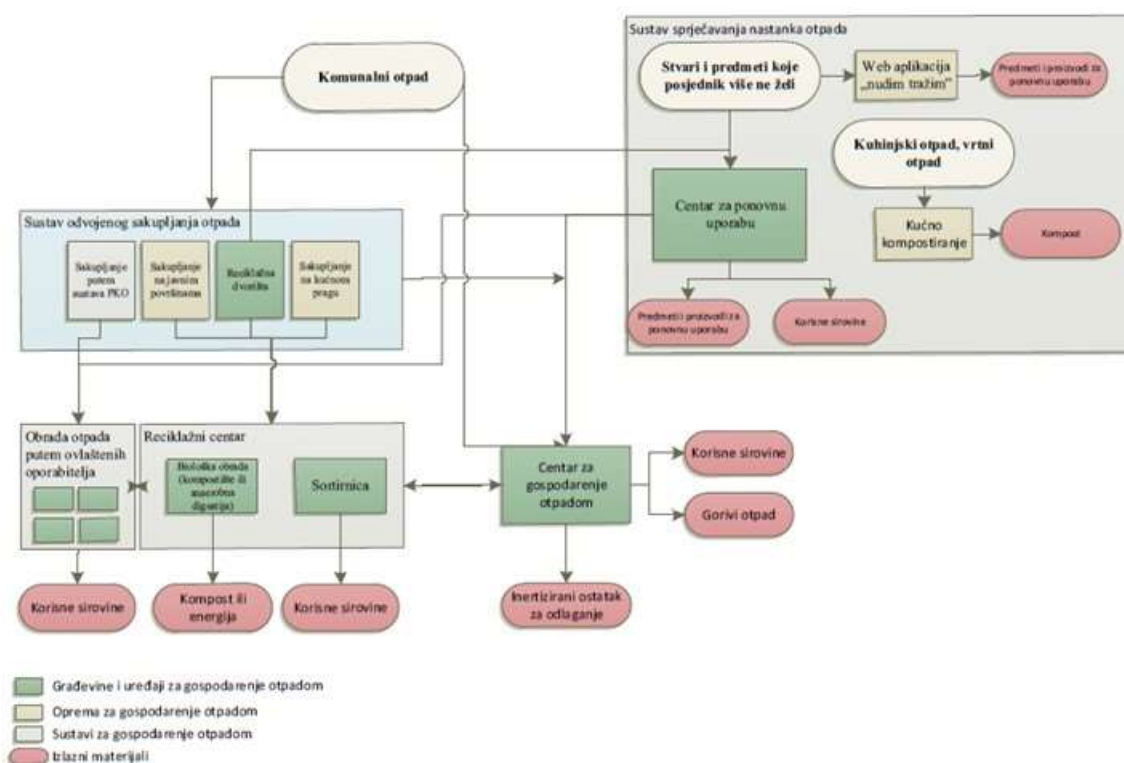 Sustav sprječavanja nastanka otpada
Komunalni otpad
Stvari i predmeti koje
posjednik više ne želi
Web aplikacija
„nudim tražim”
Predmeti i proizvodi za
ponovnu uporabu
Kuhinjski otpad, vrtni
otpad
Centar za ponovnu
uporabu
Kućno
kompostiranje
Kompost
Predmeti i proizvodi za
ponovnu uporabu
Korisne sirovine
Sustav odvojenog sakupljanja otpada
Sakupljanje
putem
sustava PKO
Sakupljanje
na javnim
površinama
Reciklažna
dvorišta
Sakupljanje
na kućnom
pragu
Obrada otpada
putem ovlaštenih
oporabitelja
Reciklažni centar
Biološka obrada
(kompostište ili
anaerobna
digestija)
Sortirnica
Centar za
gospodarenje
otpadom
Korisne sirovine
Gorivi otpad
Korisne sirovine
Kompost ili
energija
Korisne sirovine
Inertizirani ostatak
za odlaganje
Građevine i uređaji za gospodarenje otpadom
Oprema za gospodarenje otpadom
Sustavi za gospodarenje otpadom
Izlazni materijali